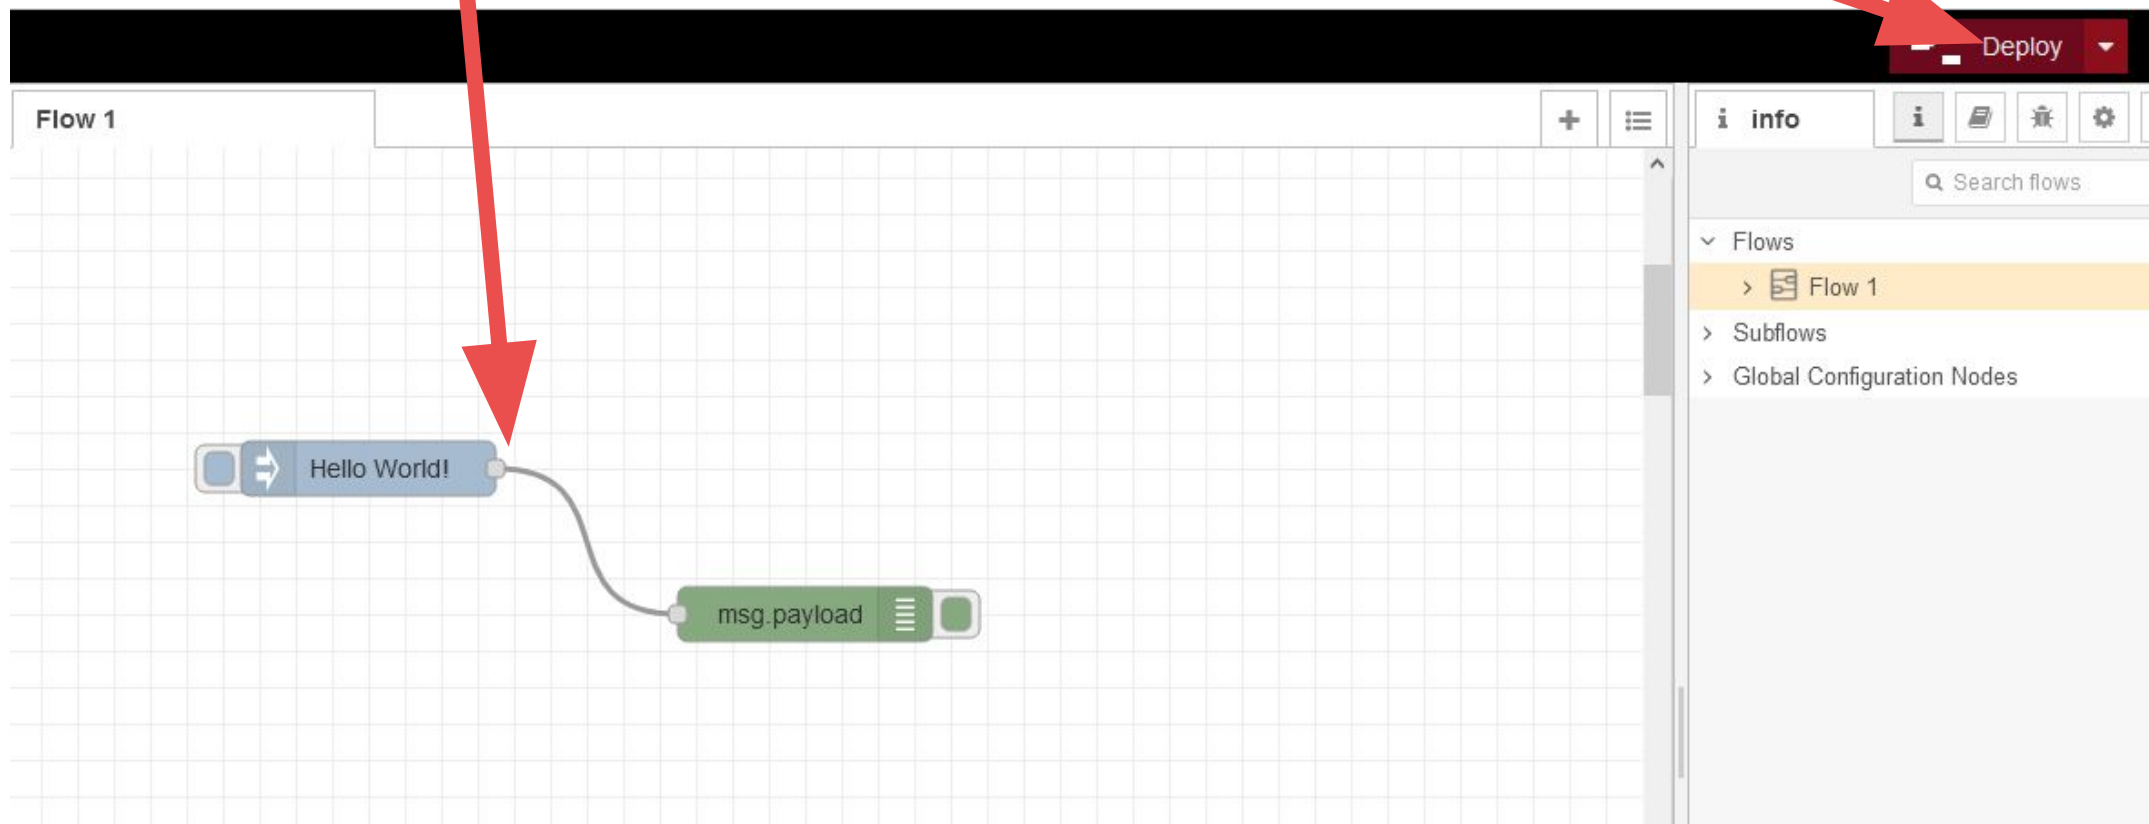 Deploy
Flow 1
info
Search flows
Flows
Flow 1
Subflows
Global Configuration Nodes
Hello World!
msg.payload